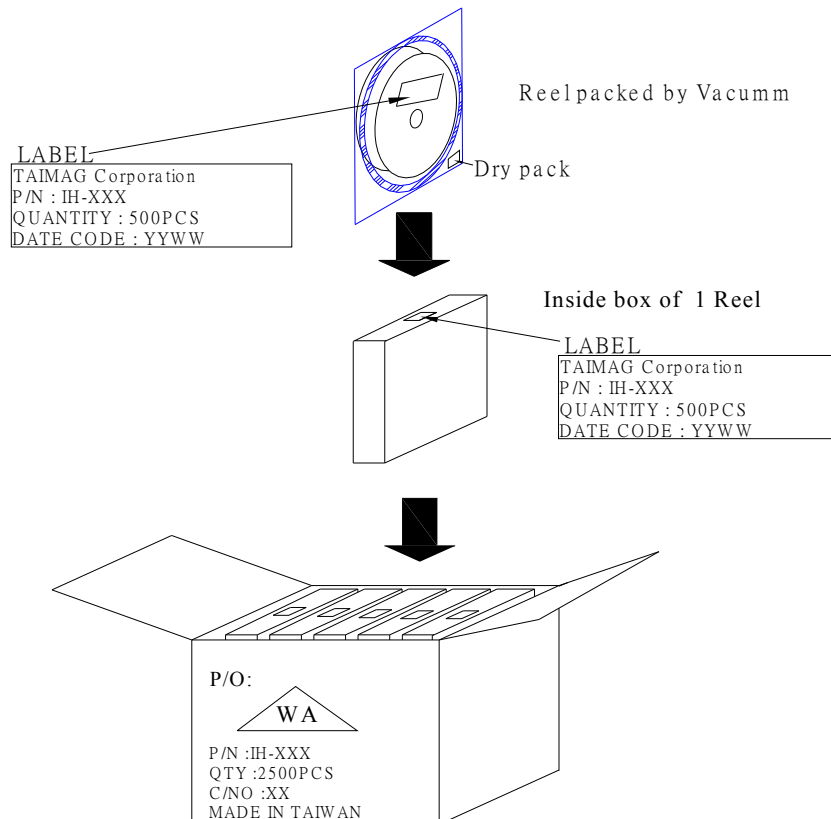 Reel packed by Vacumm
Dry pack
LABEL
TAIMAG Corporation
P/N : IH-XXX
QUANTITY : 500PCS
DATE CODE : YYWW
Inside box of 1 Reel
LABEL
TAIMAG Corporation
P/N : IH-XXX
QUANTITY : 500PCS
DATE CODE : YYWW
P/O:
WA
P/N :IH-XXX
QTY :2500PCS
C/NO :XX
MADE IN TAIWAN